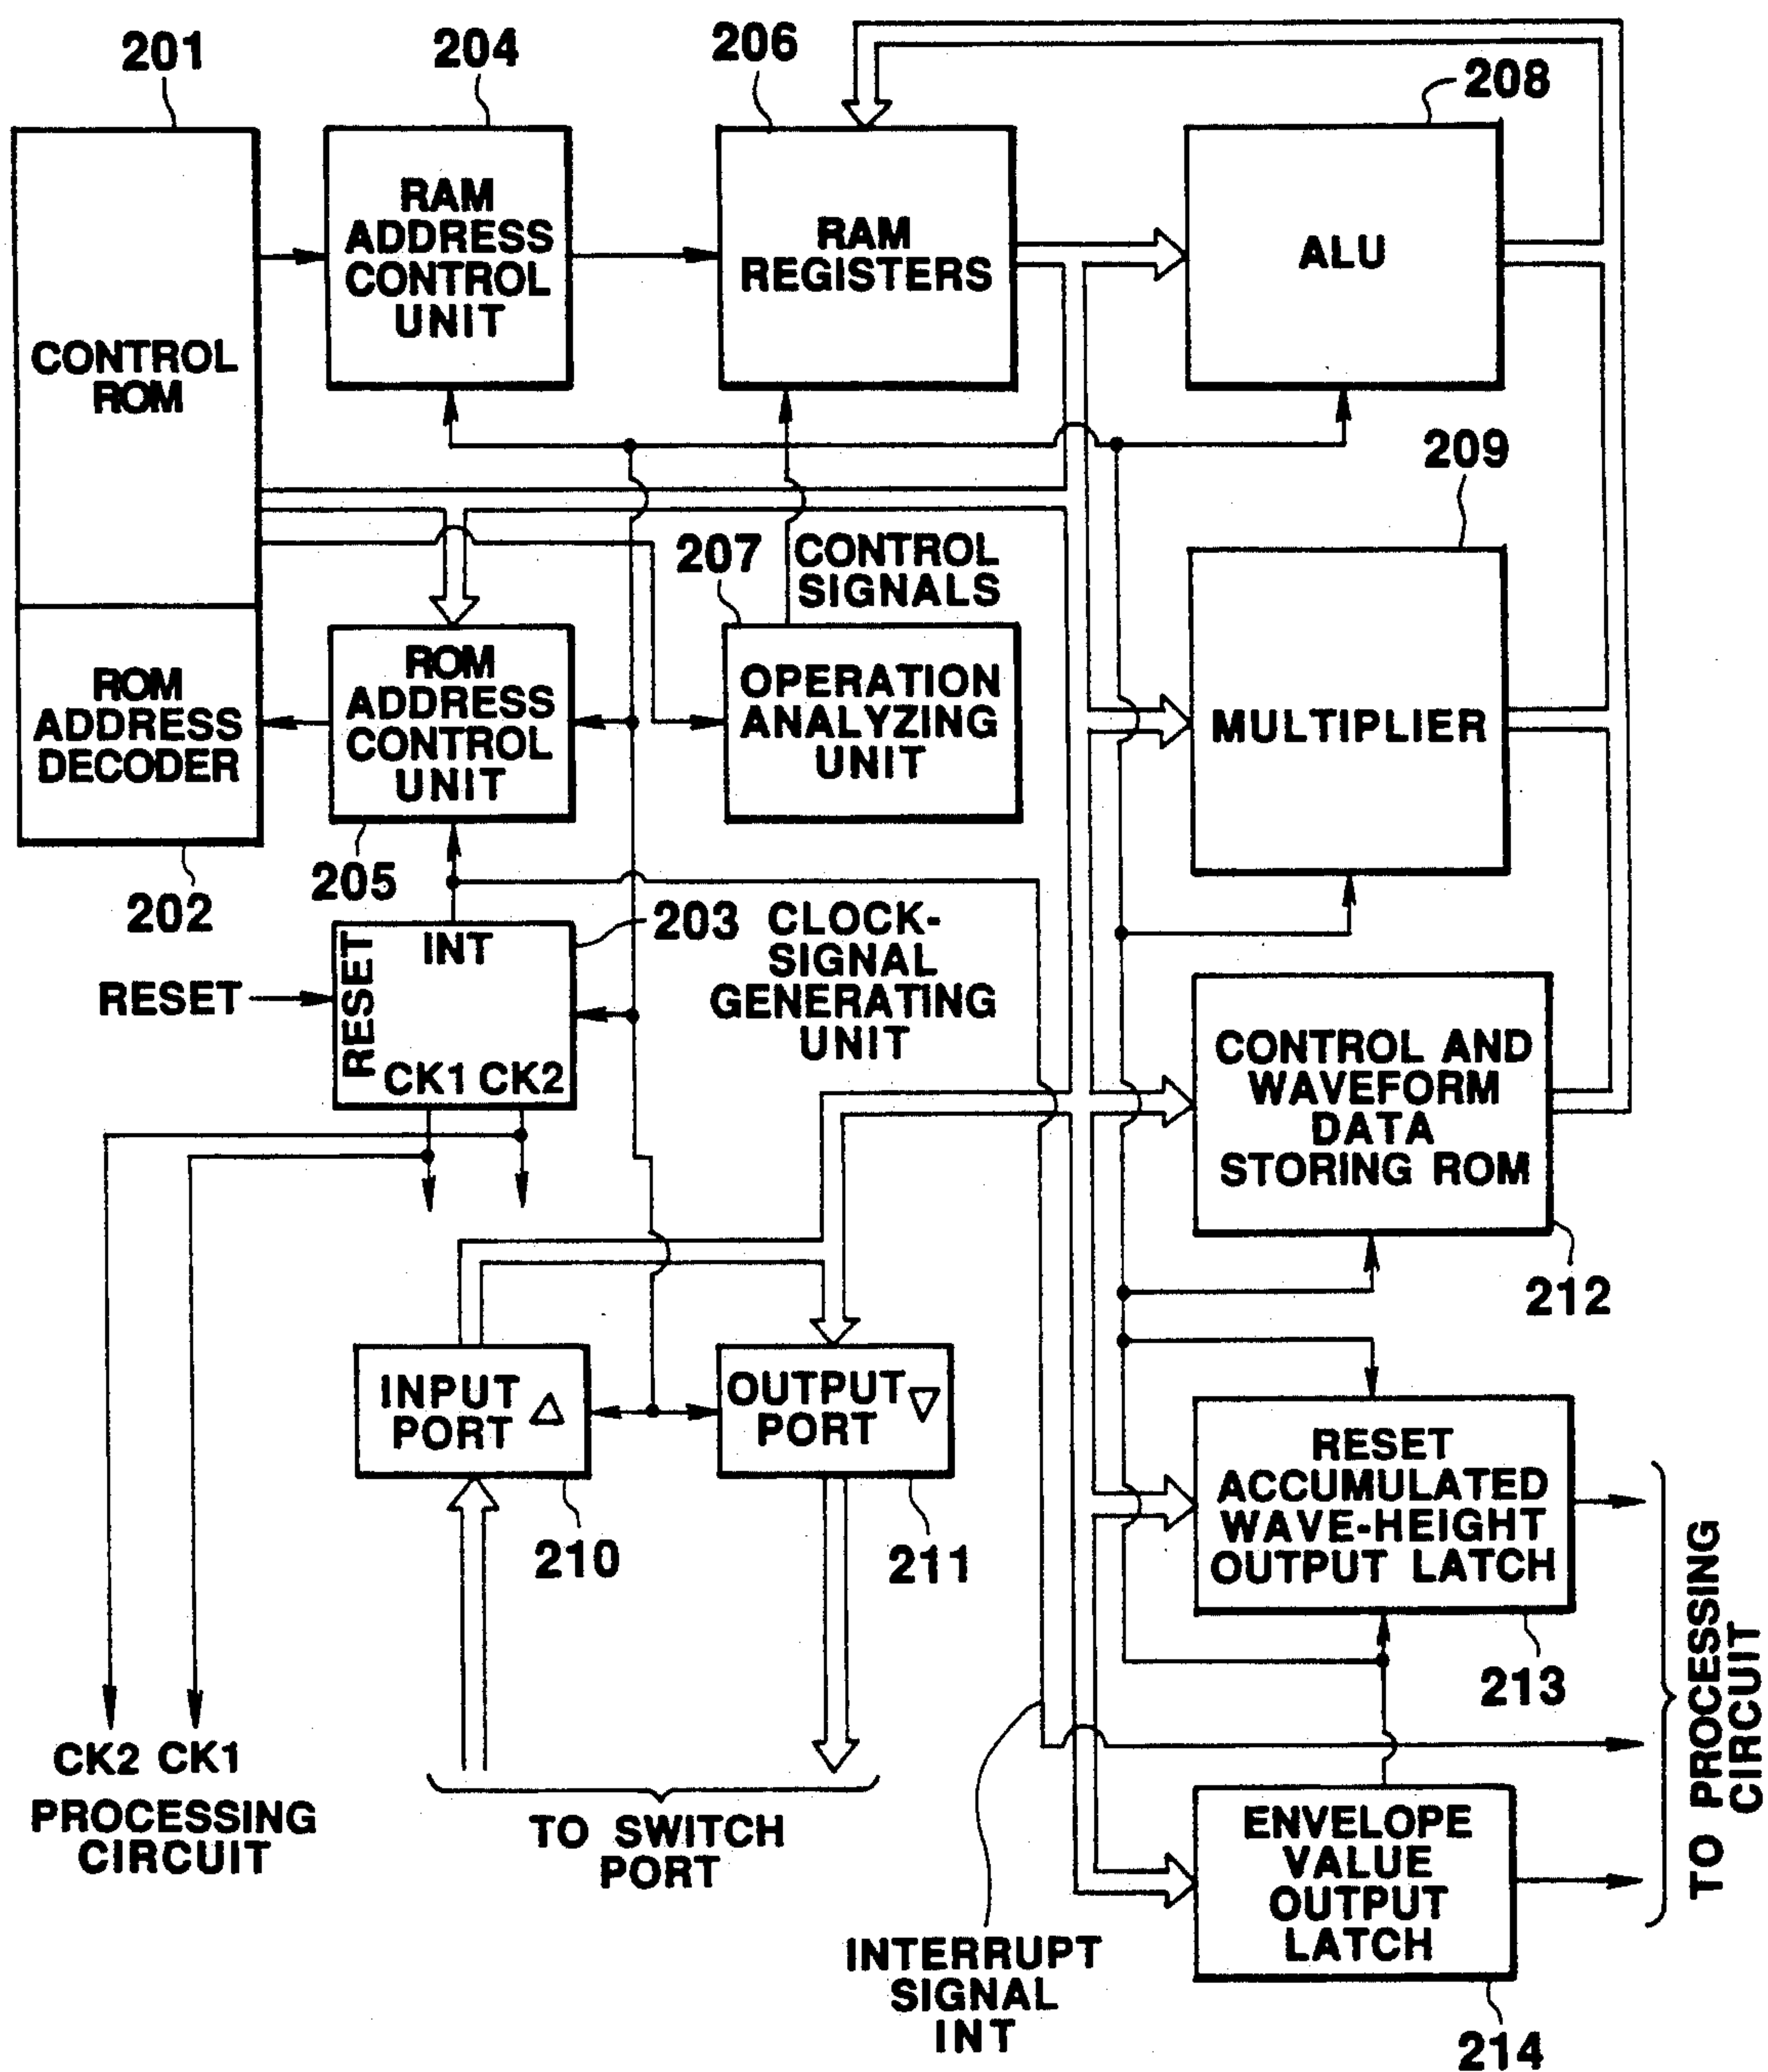 201
204
206
208
RAM
ADDRESS
CONTROL
UNIT
RAM
REGISTERS
ALU
CONTROL
ROM
209
207
CONTROL
SIGNALS
ROM
ADDRESS
DECODER
ROM
ADDRESS
CONTROL
UNIT
OPERATION
ANALYZING
UNIT
MULTIPLIER
205
202
203
CLOCK-
SIGNAL
GENERATING
UNIT
INT
RESET
RESET
CK1 CK2
CONTROL AND
WAVEFORM
DATA
STORING ROM
212
INPUT
PORT
OUTPUT
PORT
210
211
RESET
ACCUMULATED
WAVE-HEIGHT
OUTPUT LATCH
213
TO PROCESSING
CIRCUIT
CK2 CK1
PROCESSING
CIRCUIT
TO SWITCH
PORT
ENVELOPE
VALUE
OUTPUT
LATCH
INTERRUPT
SIGNAL
INT
214